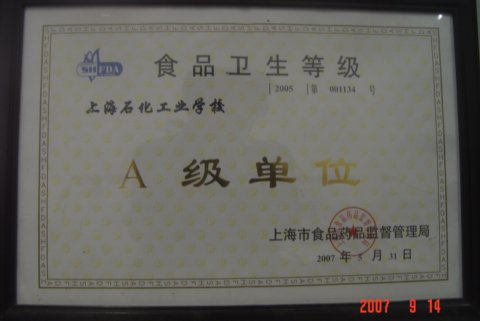 SHFDA
食品卫生等级
[2005]第 001134 号
上海石化工业学校
A 级单位
上海市食品药品监督管理局
2007 年 5 月 31 日
2007 9 14